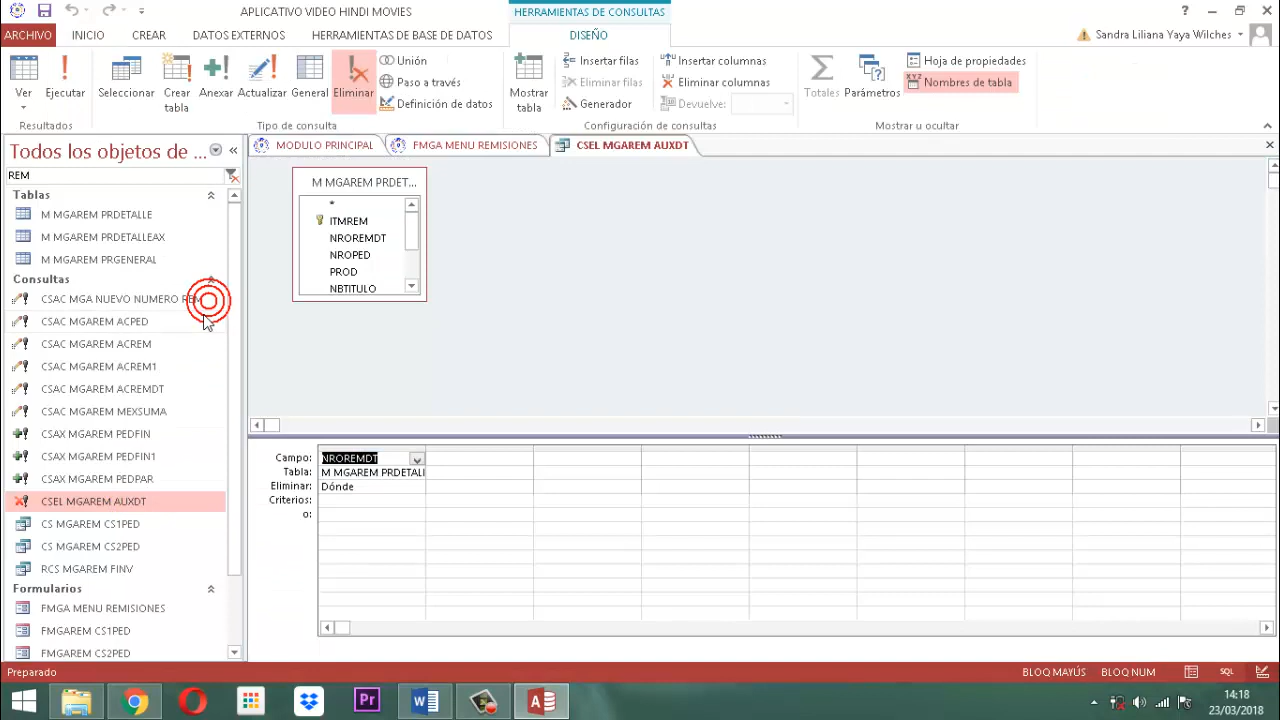 APLICATIVO VIDEO HINDI MOVIES
HERRAMIENTAS DE CONSULTAS
ARCHIVO INICIO CREAR DATOS EXTERNOS HERRAMIENTAS DE BASE DE DATOS DISEÑO
Sandra Liliana Yaya Wilches
Ver
Ejecutar
Resultados
Seleccionar
Crear tabla
Anexar
Actualizar
General
Eliminar
Unión
Paso a través
Definición de datos
Tipo de consulta
Mostrar tabla
Insertar filas
Eliminar filas
Generador
Insertar columnas
Eliminar columnas
Devuelve:
Configuración de consultas
Totales
Parámetros
Hoja de propiedades
Nombres de tabla
Mostrar u ocultar
Todos los objetos de ...
REM
Tablas
M MGAREM PRDETALLE
M MGAREM PRDETALLEAX
M MGAREM PRGENERAL
Consultas
CSAC MGA NUEVO NUMERO REM
CSAC MGAREM ACPED
CSAC MGAREM ACREM
CSAC MGAREM ACREM1
CSAC MGAREM ACREMDT
CSAC MGAREM MEXSUMA
CSAX MGAREM PEDFIN
CSAX MGAREM PEDFIN1
CSAX MGAREM PEDPAR
CSEL MGAREM AUXDT
CS MGAREM CS1PED
CS MGAREM CS2PED
RCS MGAREM FINV
Formularios
FMGA MENU REMISIONES
FMGAREM CS1PED
FMGAREM CS2PED
MODULO PRINCIPAL
FMGA MENU REMISIONES
CSEL MGAREM AUXDT
M MGAREM PRDET...
*
ITMREM
NROREMDT
NROPED
PROD
NBTITULO
Campo: NROREMDT
Tabla: M MGAREM PRDETALI
Eliminar: Dónde
Criterios:
o:
Preparado
BLOQ MAYÚS BLOQ NUM SQL
14:18
23/03/2018